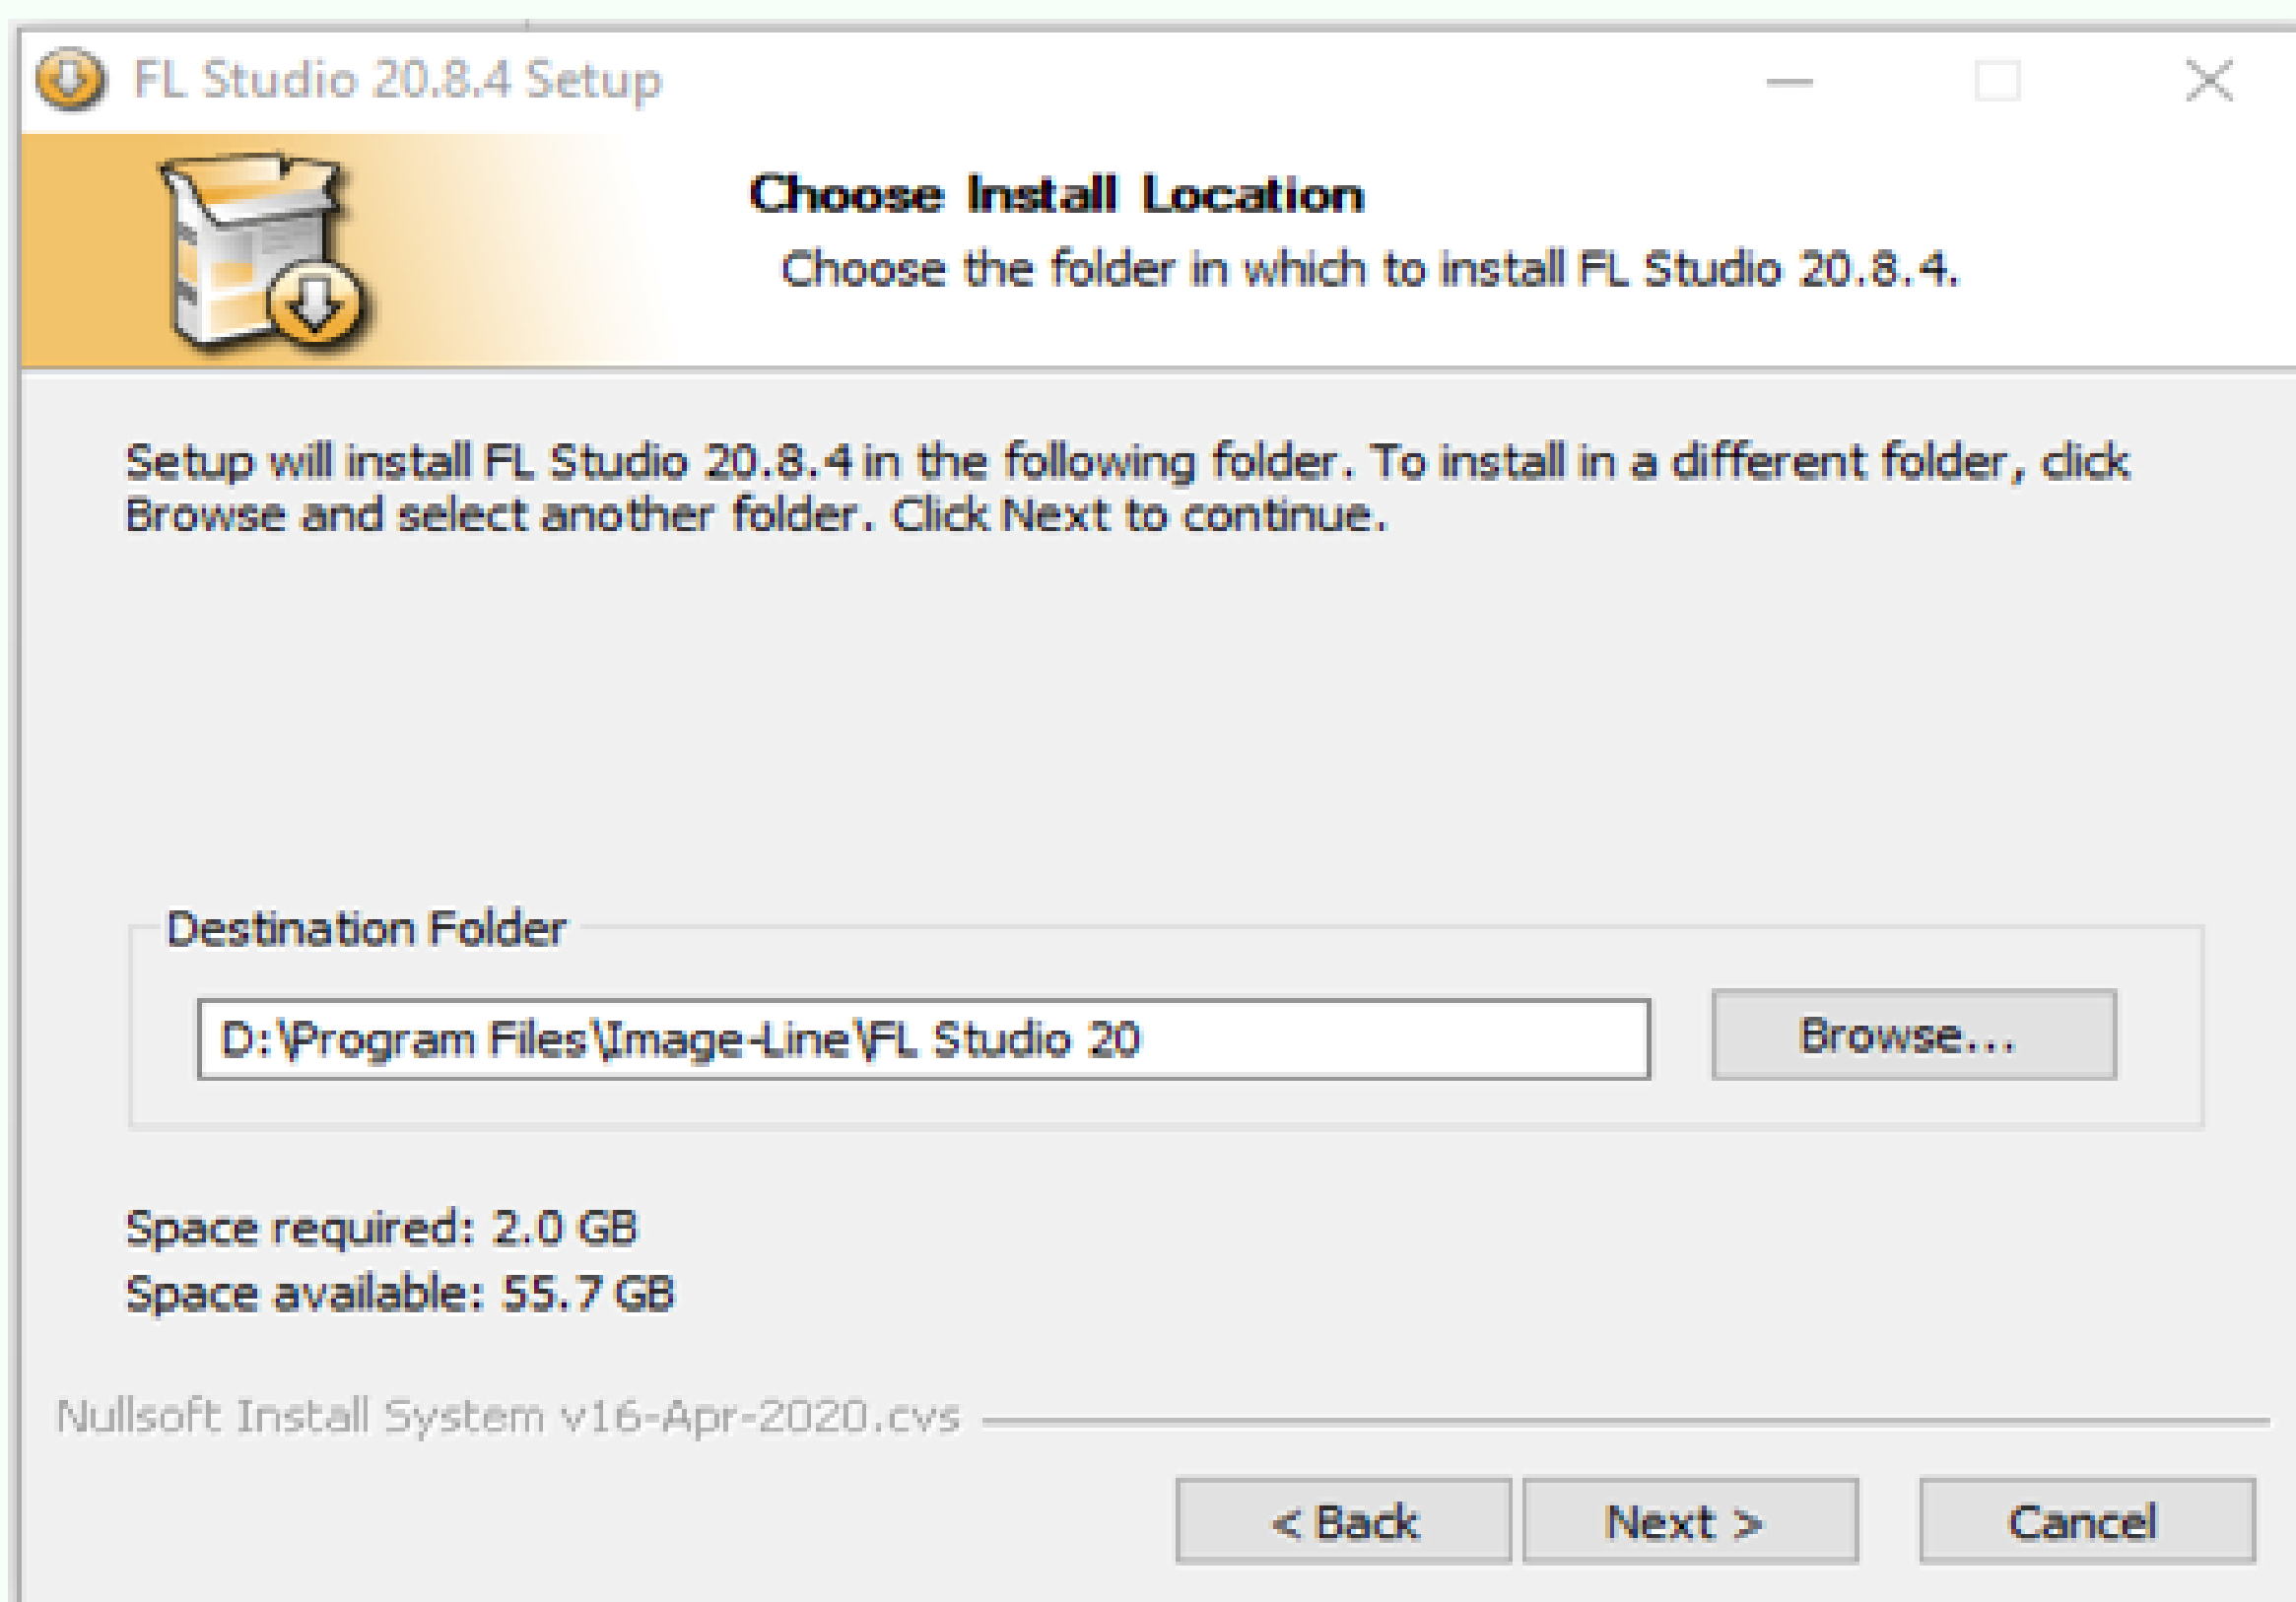 FL Studio 20.8.4 Setup
Choose Install Location
Choose the folder in which to install FL Studio 20.8.4.
Setup will install FL Studio 20.8.4 in the following folder. To install in a different folder, click
Browse and select another folder. Click Next to continue.
Destination Folder
D:\Program Files\Image-Line\FL Studio 20
Browse...
Space required: 2.0 GB
Space available: 55.7 GB
Nullsoft Install System v16-Apr-2020.cvs
< Back
Next >
Cancel